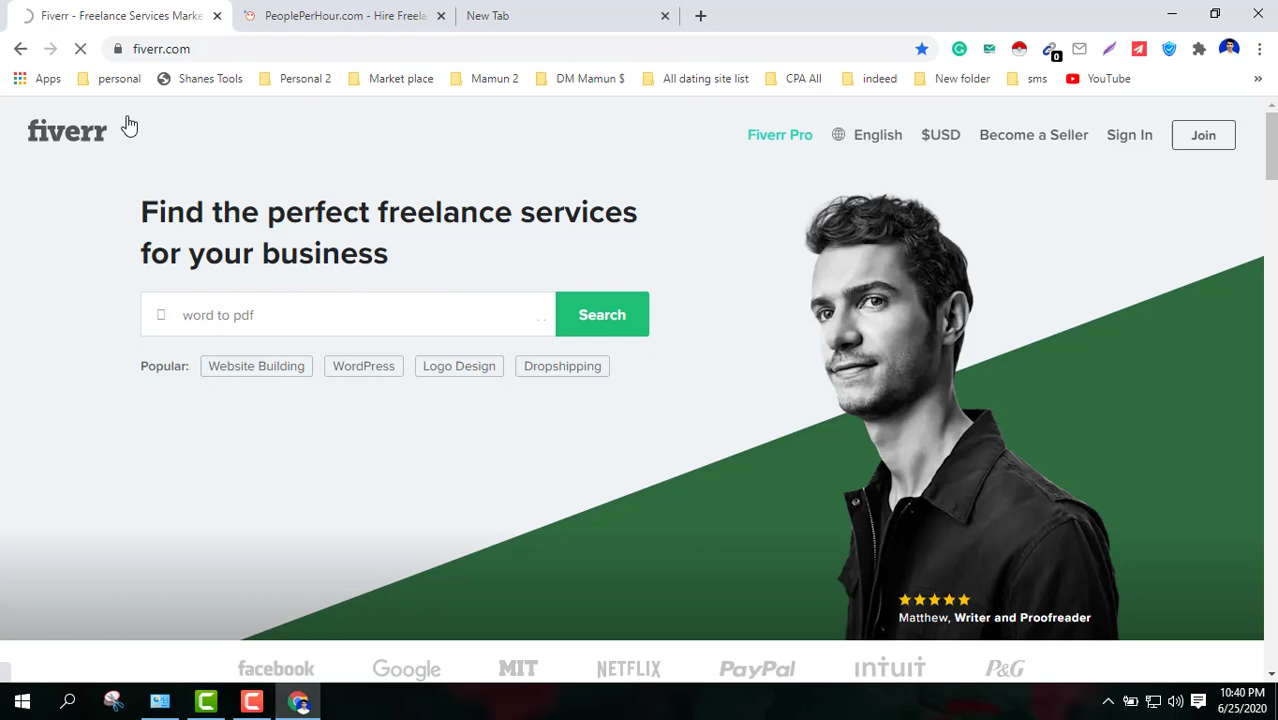 Fiverr - Freelance Services Marke
PeoplePerHour.com - Hire Freela
New Tab
fiverr.com
0
Apps
personal
Shanes Tools
Personal 2
Market place
Mamun 2
DM Mamun $
All dating site list
CPA All
indeed
New folder
sms
YouTube
»
fiverr
Fiverr Pro
English
$USD
Become a Seller
Sign In
Join
Find the perfect freelance services
for your business
word to pdf
Search
Popular:
Website Building
WordPress
Logo Design
Dropshipping
Matthew, Writer and Proofreader
facebook
Google
MIT
NETFLIX
PayPal
intuit
P&G
10:40 PM
6/25/2020